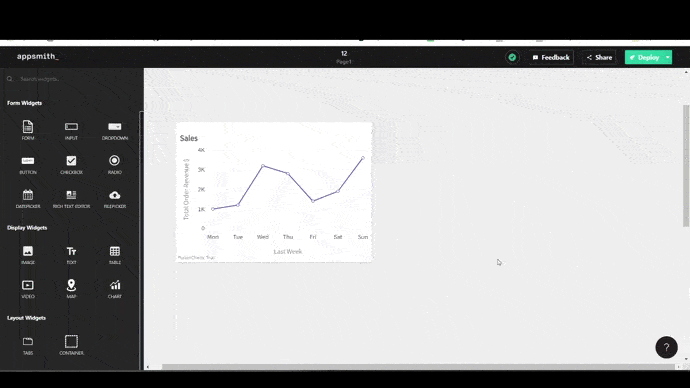 appsmith_
12
Page1
Feedback
Share
Deploy
Search widgets...
Form Widgets
FORM
INPUT
DROPDOWN
BUTTON
CHECKBOX
RADIO
DATEPICKER
RICH TEXT EDITOR
FILEPICKER
Display Widgets
IMAGE
TEXT
TABLE
VIDEO
MAP
CHART
Layout Widgets
TABS
CONTAINER
Sales
Total Order Revenue $
4K
3K
2K
1K
0
Mon Tue Wed Thu Fri Sat Sun
Last Week
FusionCharts Trial
?